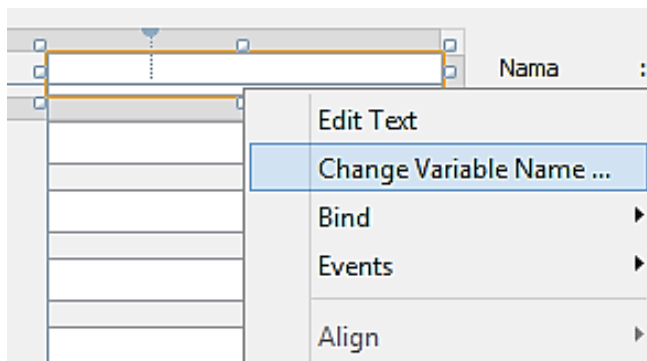 Nama :
Edit Text
Change Variable Name ...
Bind
Events
Align